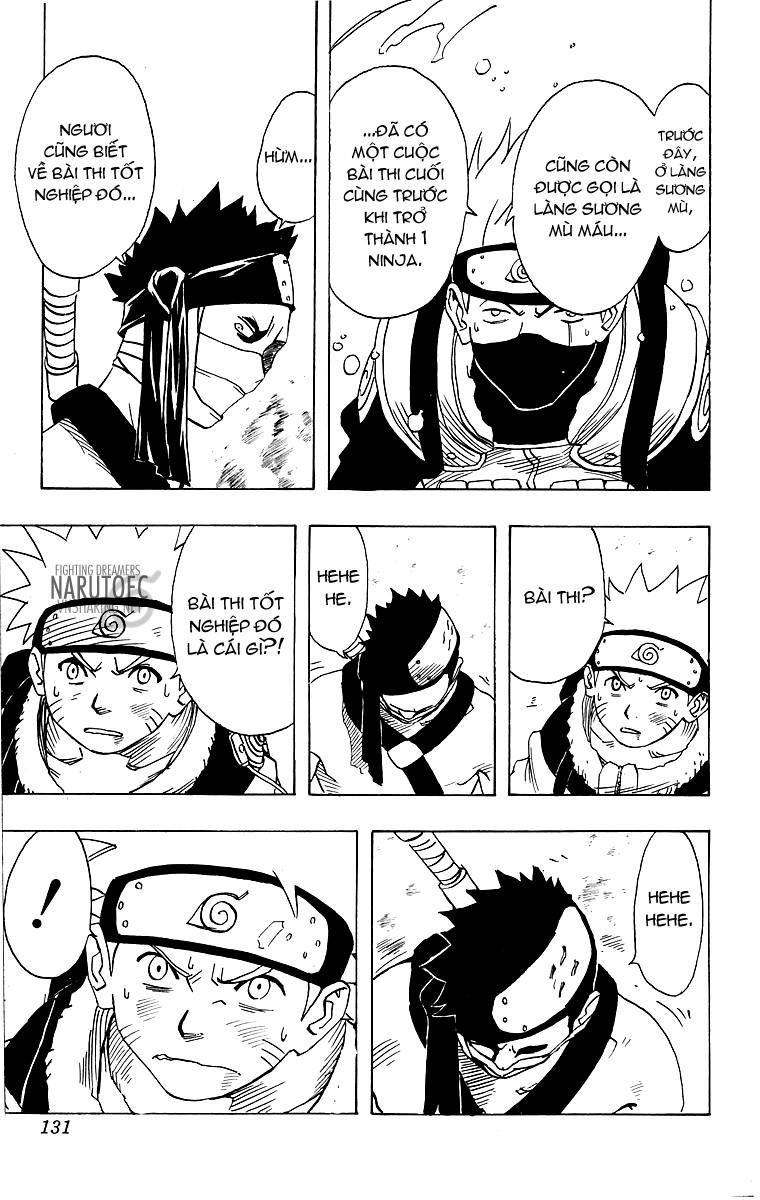 TRƯỚC
ĐÂY,
Ở LÀNG
SƯƠNG
MÙ,
CŨNG CÒN
ĐƯỢC GỌI LÀ
LÀNG SƯƠNG
MÙ MÁU...
...ĐÃ CÓ
MỘT CUỘC
BÀI THI CUỐI
CÙNG TRƯỚC
KHI TRỞ
THÀNH 1
NINJA.
HỪM...
NGƯƠI
CŨNG BIẾT
VỀ BÀI THI TỐT
NGHIỆP ĐÓ...
BÀI THI?
HEHE
HE.
BÀI THI TỐT
NGHIỆP ĐÓ
LÀ CÁI GÌ?!
FIGHTING DREAMERS
NARUTOFC
VNSHARING.NET
HEHE
HEHE.
!
131